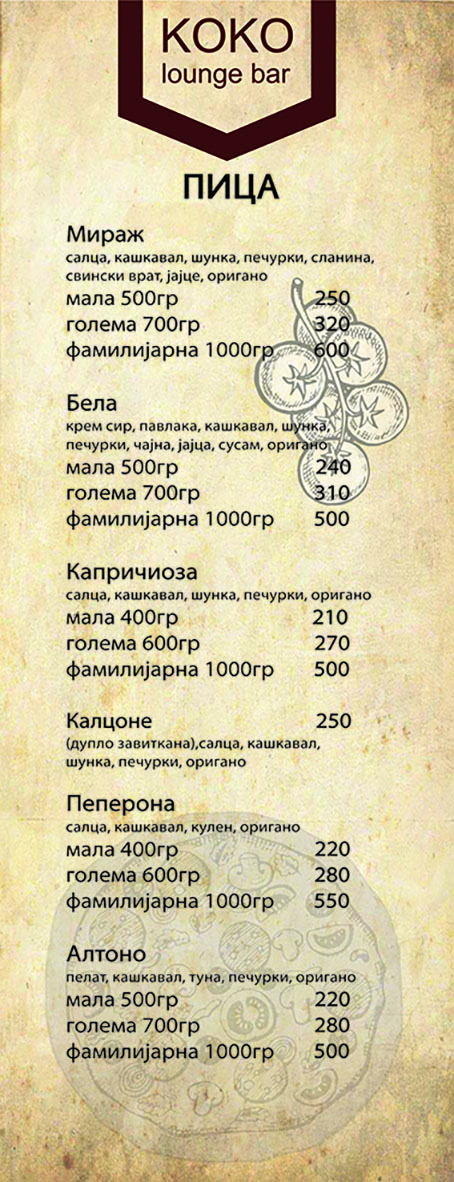 KOKO
lounge bar
ПИЦА
Мираж
салца, кашкавал, шунка, печурки, сланина,
свински врат, јајце, оригано
мала 500гр 250
голема 700гр 320
фамилијарна 1000гр 600
Бела
крем сир, павлака, кашкавал, шунка,
печурки, чајна, јајца, сусам, оригано
мала 500гр 240
голема 700гр 310
фамилијарна 1000гр 500
Капричиоза
салца, кашкавал, шунка, печурки, оригано
мала 400гр 210
голема 600гр 270
фамилијарна 1000гр 500
Калцоне 250
(дупло завиткана),салца, кашкавал,
шунка, печурки, оригано
Пеперона
салца, кашкавал, кулен, оригано
мала 400гр 220
голема 600гр 280
фамилијарна 1000гр 550
Алтоно
пелат, кашкавал, туна, печурки, оригано
мала 500гр 220
голема 700гр 280
фамилијарна 1000гр 500